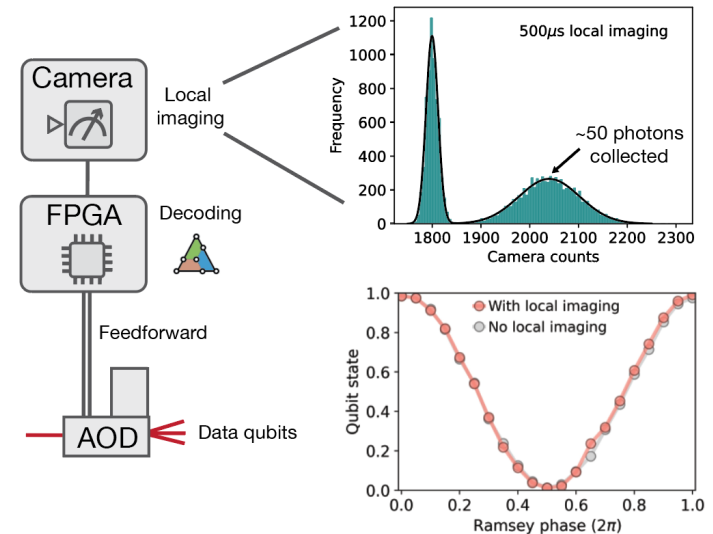 Camera
Local
imaging
FPGA
Decoding
Feedforward
AOD
Data qubits
500μs local imaging
~50 photons
collected
Frequency
1200
1000
800
600
400
200
0
1800 1900 2000 2100 2200 2300
Camera counts
With local imaging
No local imaging
Qubit state
1.0
0.8
0.6
0.4
0.2
0.0
0.0 0.2 0.4 0.6 0.8 1.0
Ramsey phase (2π)